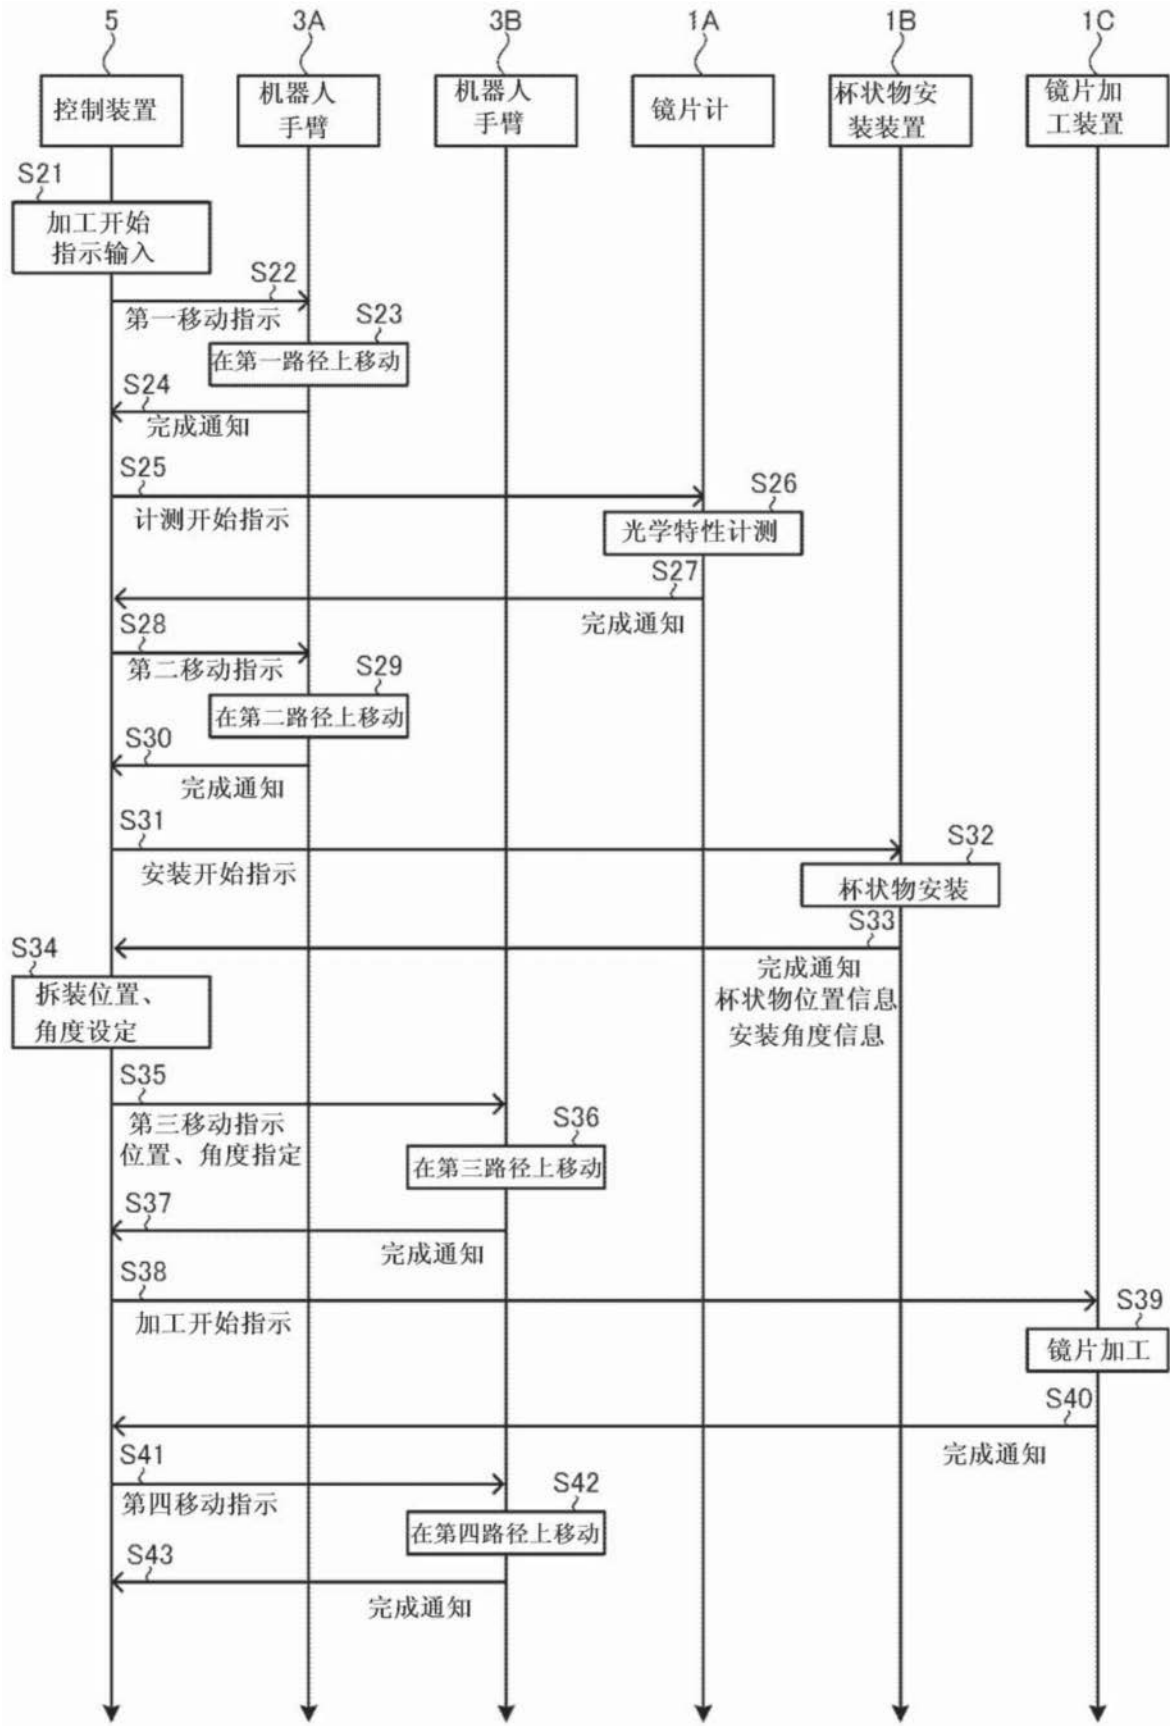 5
3A
3B
1A
1B
1C
控制装置
机器人
手臂
机器人
手臂
镜片计
杯状物安
装装置
镜片加
工装置
S21
加工开始
指示输入
S22
第一移动指示
S23
在第一路径上移动
S24
完成通知
S25
计测开始指示
S26
光学特性计测
S27
完成通知
S28
第二移动指示
S29
在第二路径上移动
S30
完成通知
S31
安装开始指示
S32
杯状物安装
S33
完成通知
杯状物位置信息
安装角度信息
S34
拆装位置、
角度设定
S35
第三移动指示
位置、角度指定
S36
在第三路径上移动
S37
完成通知
S38
加工开始指示
S39
镜片加工
S40
完成通知
S41
第四移动指示
S42
在第四路径上移动
S43
完成通知